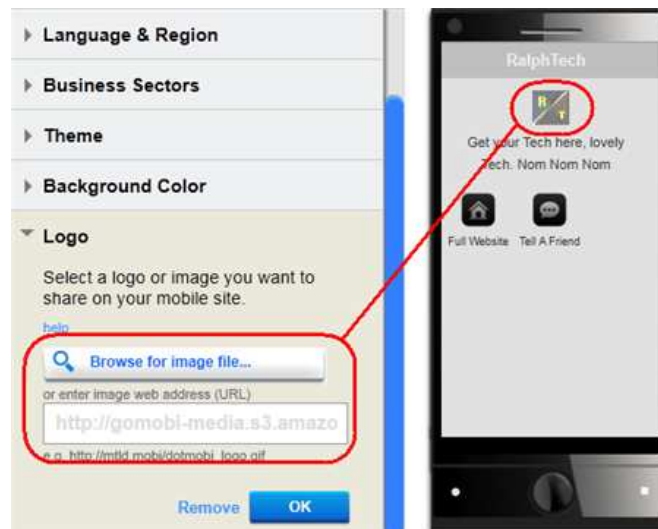 Language & Region
Business Sectors
Theme
Background Color
Logo
Select a logo or image you want to
share on your mobile site.
help
Browse for image file...
or enter image web address (URL)
http://gomobi-media.s3.amazo
e.g. http://mtld.mobi/dotmobi_logo.gif
Remove
OK
RalphTech
R
T
Get your Tech here, lovely
Tech. Nom Nom Nom
Full Website
Tell A Friend